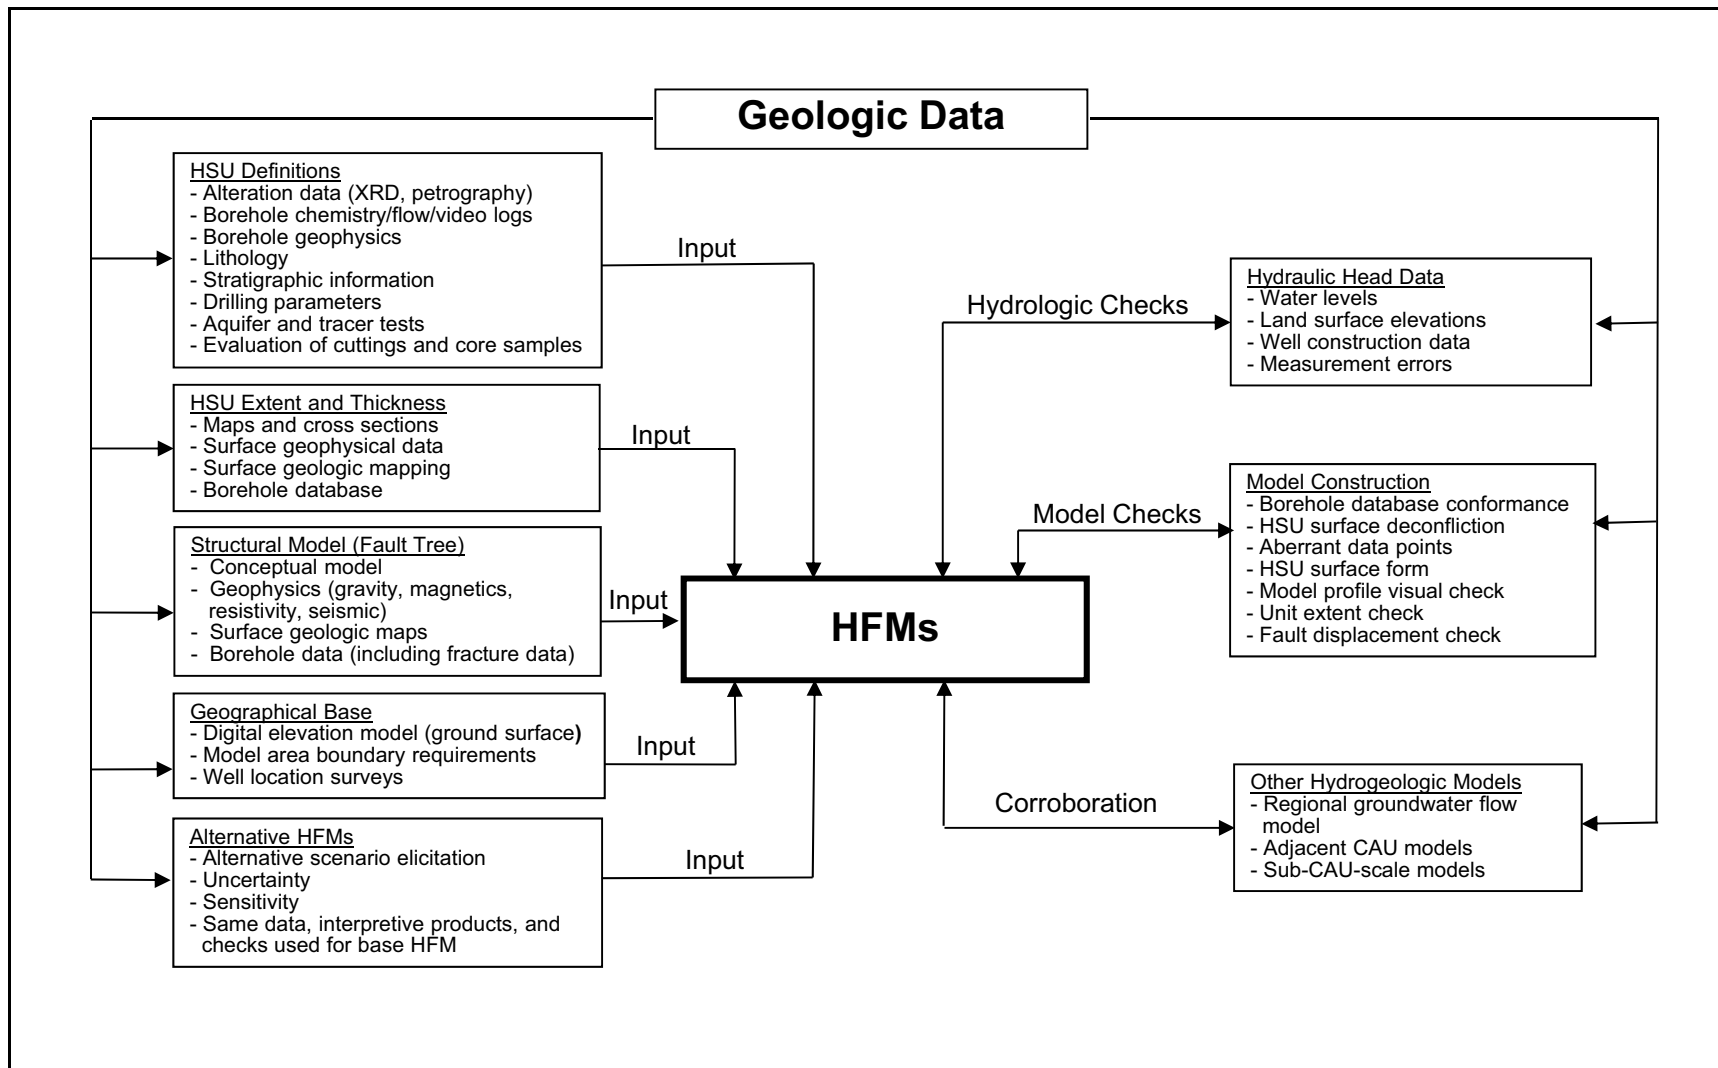 Geologic Data
HSU Definitions
- Alteration data (XRD, petrography)
- Borehole chemistry/flow/video logs
- Borehole geophysics
- Lithology
- Stratigraphic information
- Drilling parameters
- Aquifer and tracer tests
- Evaluation of cuttings and core samples
Input
HSU Extent and Thickness
- Maps and cross sections
- Surface geophysical data
- Surface geologic mapping
- Borehole database
Input
Structural Model (Fault Tree)
- Conceptual model
- Geophysics (gravity, magnetics,
resistivity, seismic)
- Surface geologic maps
- Borehole data (including fracture data)
Input
Geographical Base
- Digital elevation model (ground surface)
- Model area boundary requirements
- Well location surveys
Input
Alternative HFMs
- Alternative scenario elicitation
- Uncertainty
- Sensitivity
- Same data, interpretive products, and
checks used for base HFM
Input
HFMs
Hydrologic Checks
Hydraulic Head Data
- Water levels
- Land surface elevations
- Well construction data
- Measurement errors
Model Checks
Model Construction
- Borehole database conformance
- HSU surface deconfliction
- Aberrant data points
- HSU surface form
- Model profile visual check
- Unit extent check
- Fault displacement check
Corroboration
Other Hydrogeologic Models
- Regional groundwater flow
model
- Adjacent CAU models
- Sub-CAU-scale models